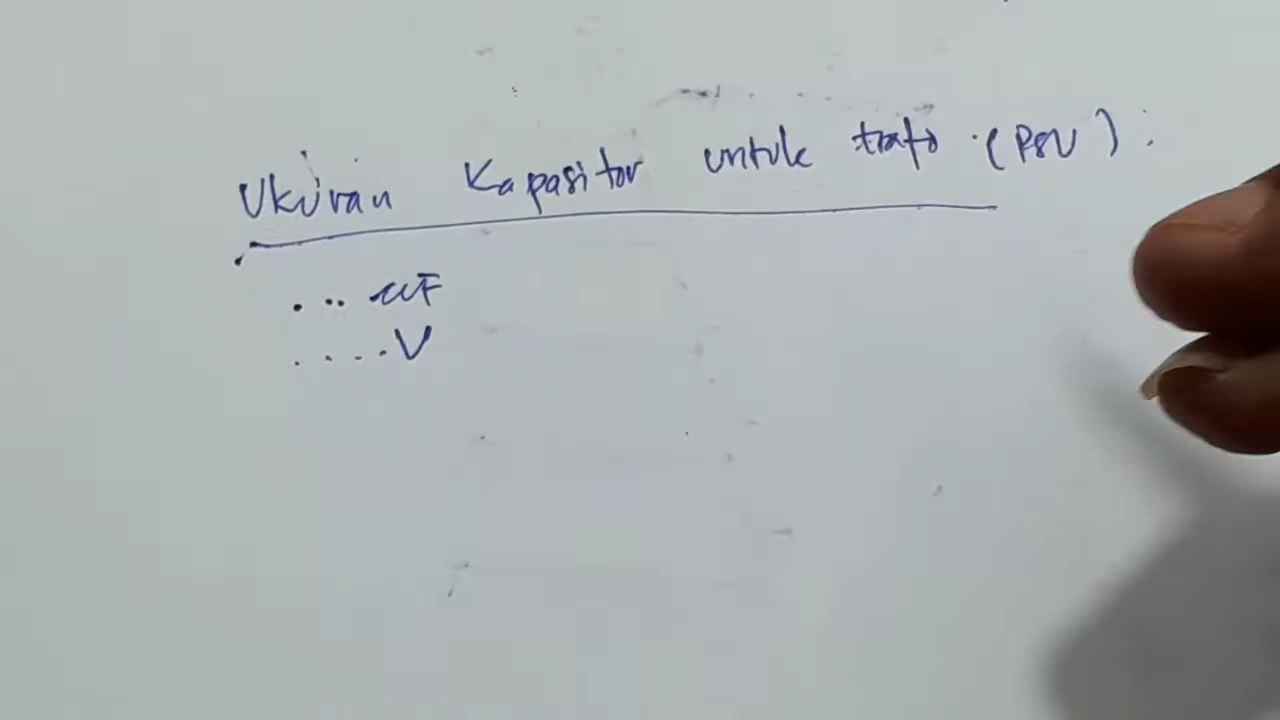 Ukuran Kapasitor untuk trafo (PSU) :
... uF
.... V